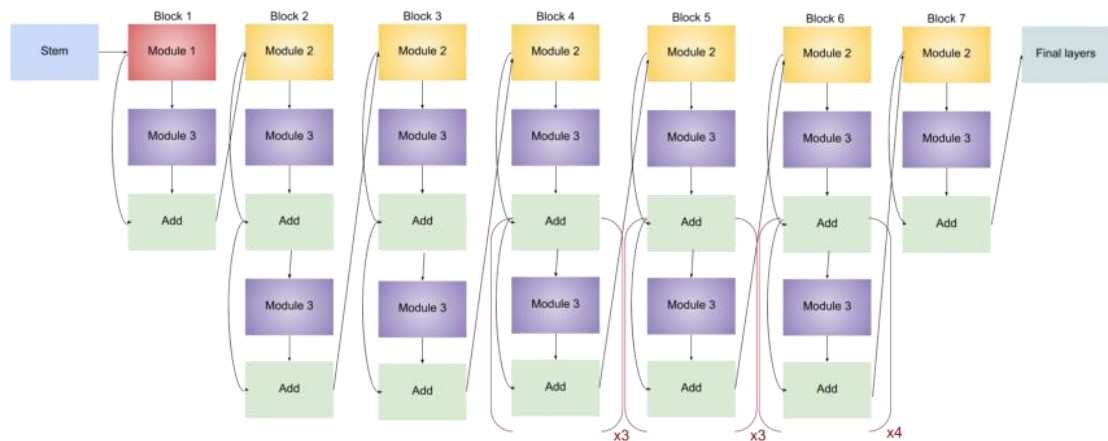 Block 1
Block 2
Block 3
Block 4
Block 5
Block 6
Block 7
Stem
Module 1
Module 2
Module 2
Module 2
Module 2
Module 2
Module 2
Final layers
Module 3
Module 3
Module 3
Module 3
Module 3
Module 3
Module 3
Add
Add
Add
Add
Add
Add
Add
Module 3
Module 3
Module 3
Module 3
Module 3
Add
Add
Add
Add
Add
x3
x3
x4